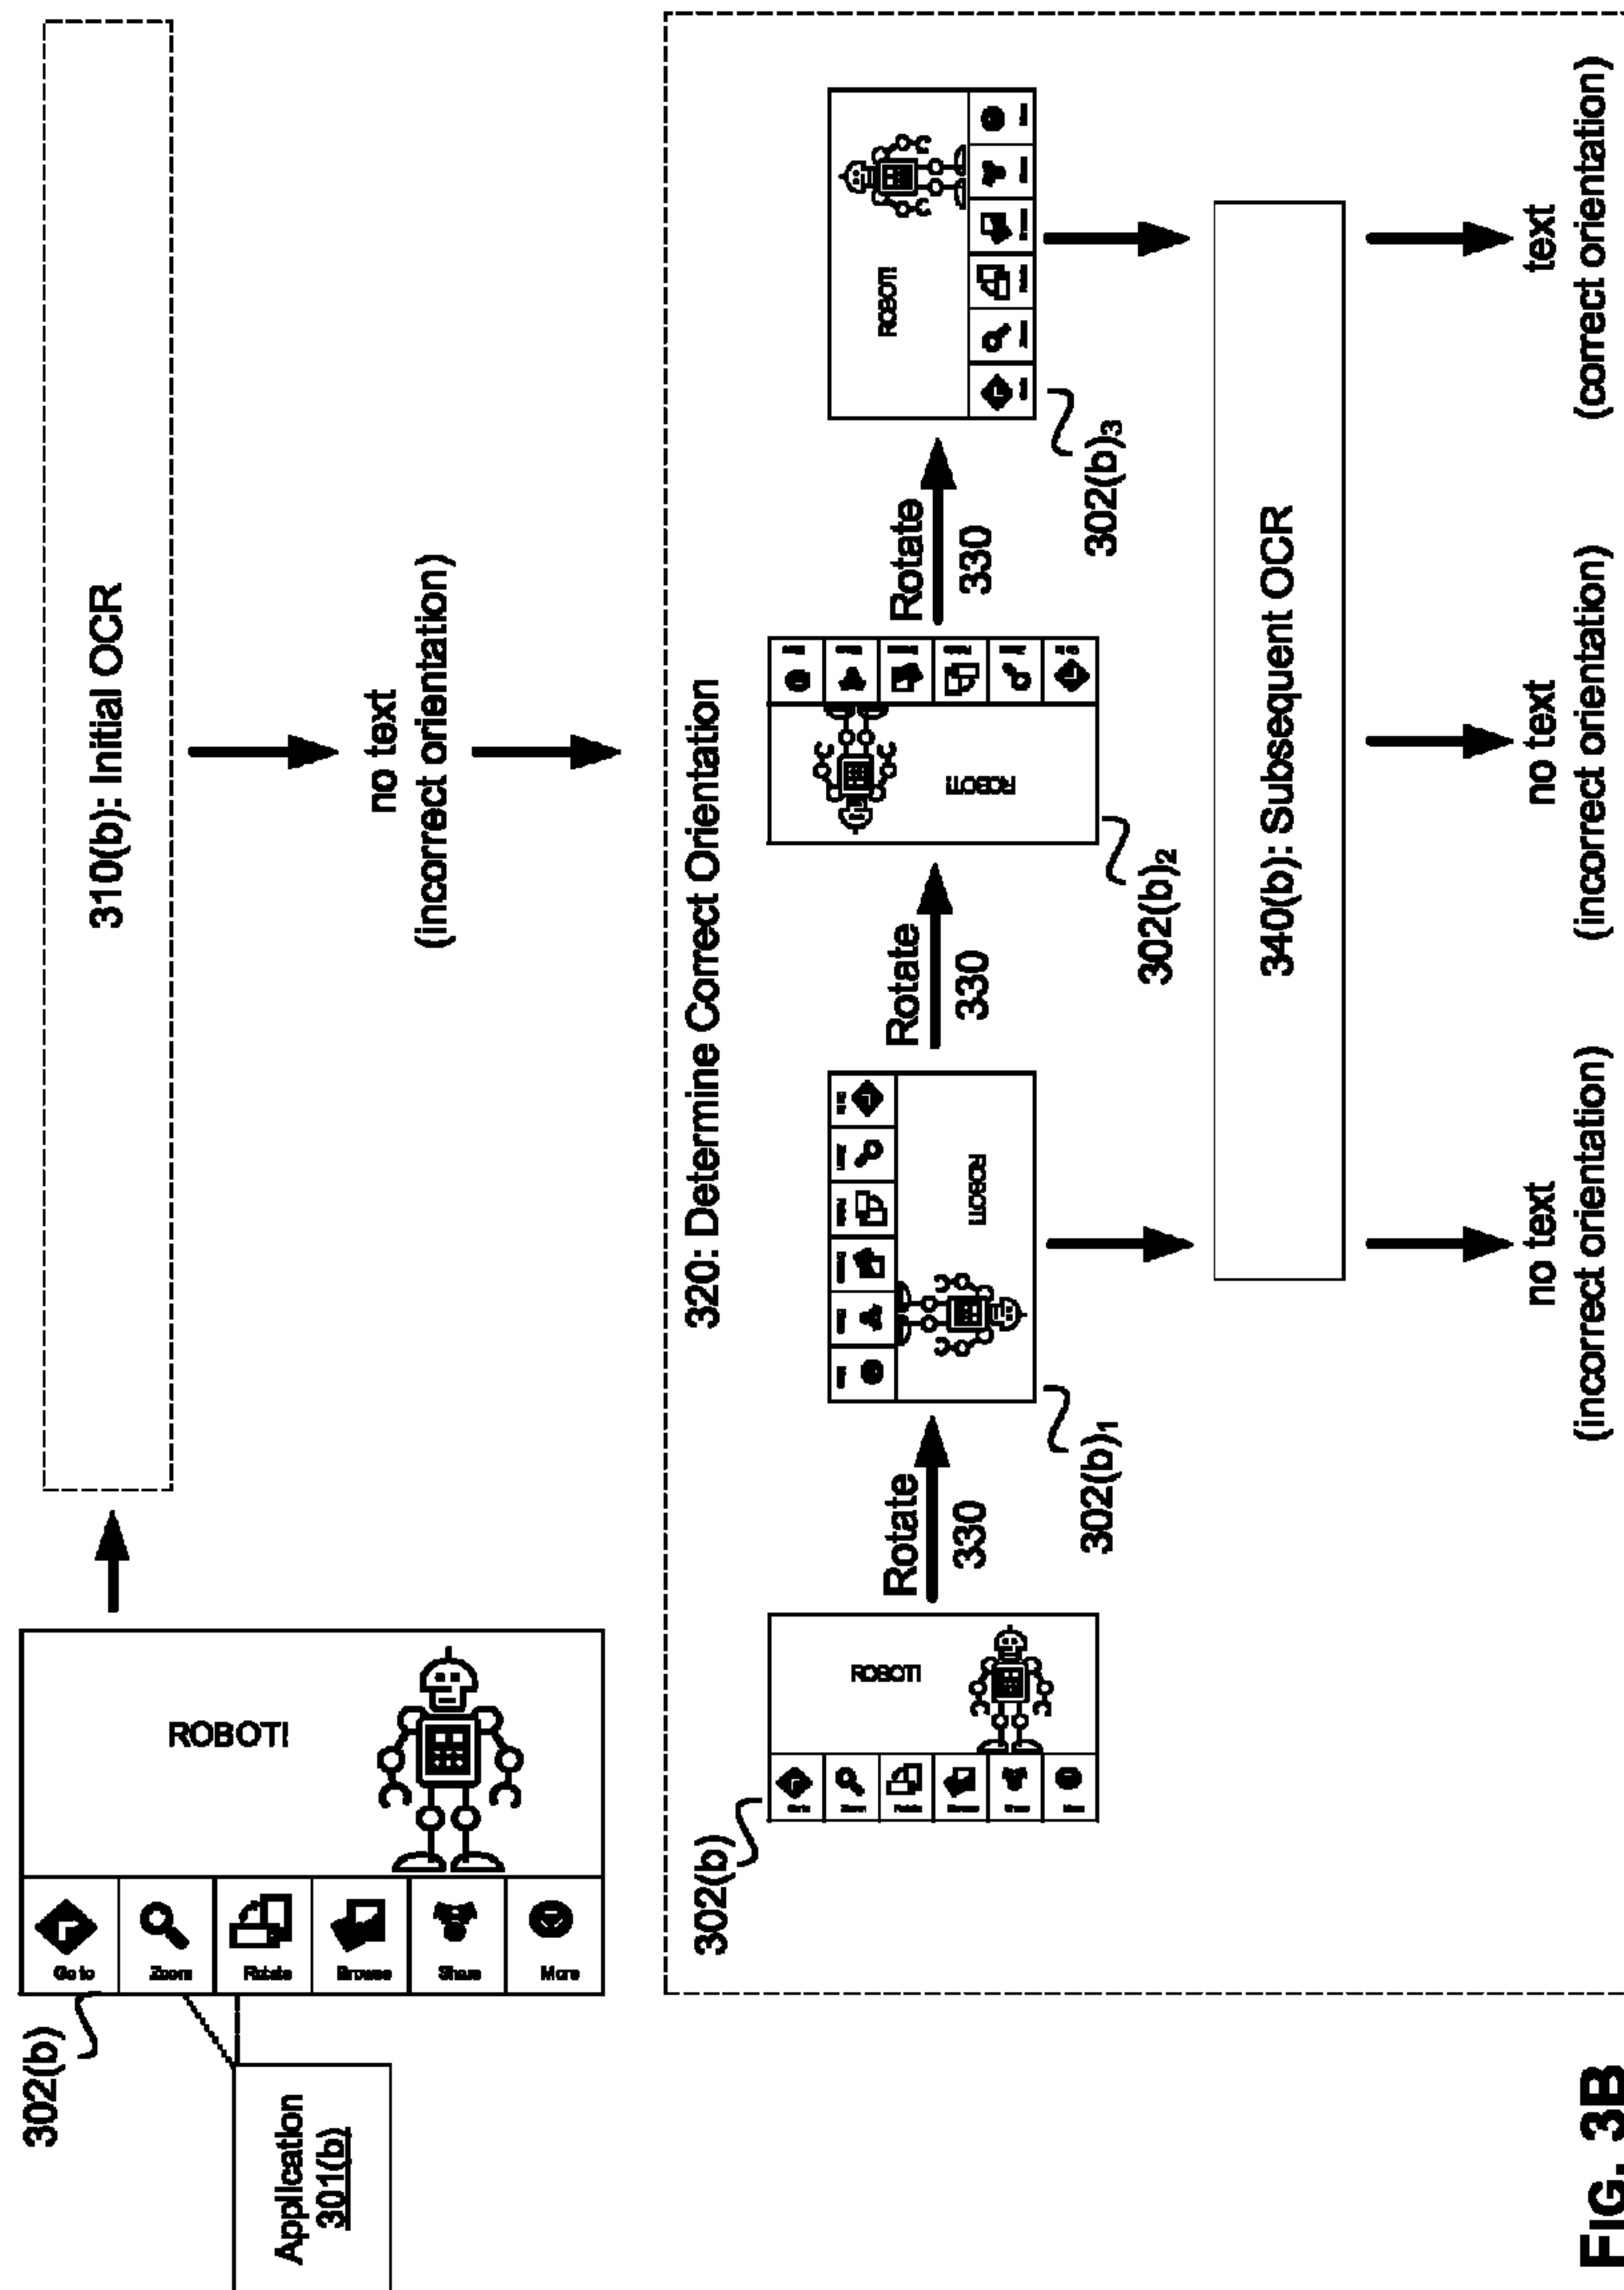 302(b)
Application
301(b)
Go to
Zoom
Rotate
Browse
Share
More
ROBOT!
310(b): Initial OCR
no text
(incorrect orientation)
320: Determine Correct Orientation
302(b)
ROBOT!
Rotate
330
302(b)1
ROBOT!
Rotate
330
302(b)2
ROBOT!
Rotate
330
302(b)3
ROBOT!
340(b): Subsequent OCR
no text
(incorrect orientation)
no text
(incorrect orientation)
text
(correct orientation)
FIG. 3B